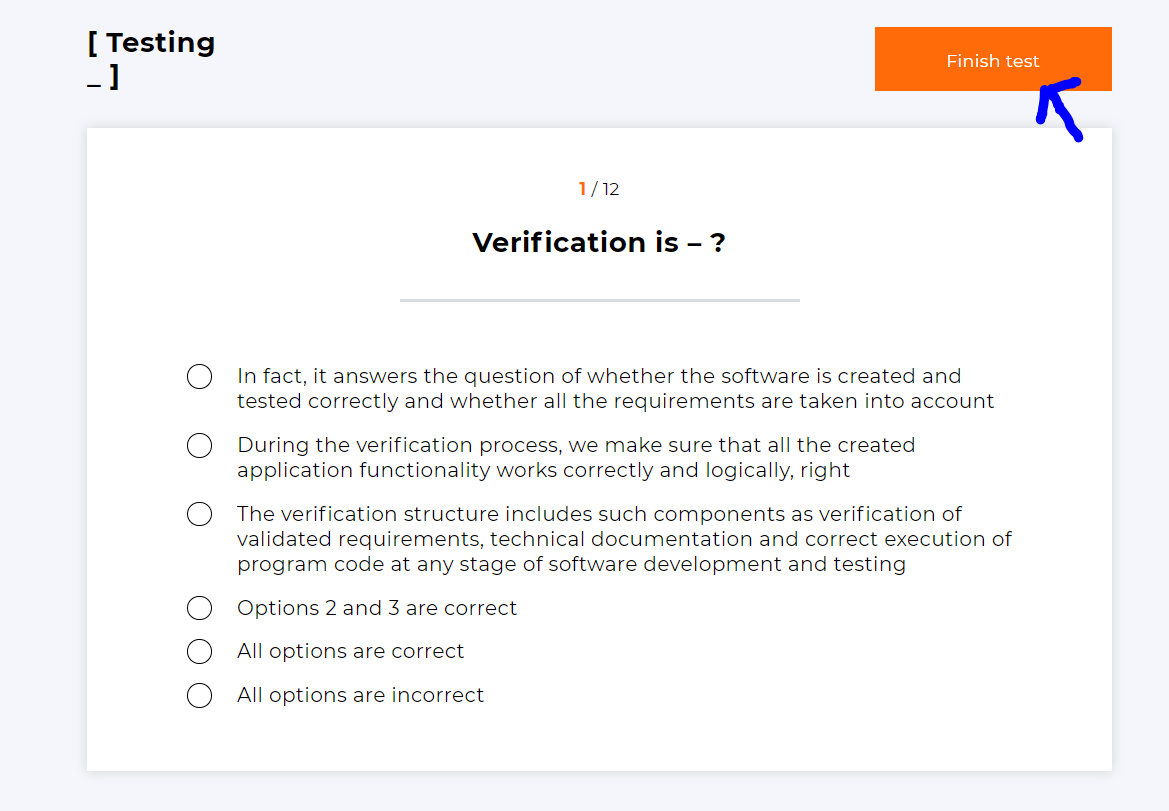 [ Testing
_ ]
Finish test
1 / 12
Verification is – ?
In fact, it answers the question of whether the software is created and
tested correctly and whether all the requirements are taken into account
During the verification process, we make sure that all the created
application functionality works correctly and logically, right
The verification structure includes such components as verification of
validated requirements, technical documentation and correct execution of
program code at any stage of software development and testing
Options 2 and 3 are correct
All options are correct
All options are incorrect